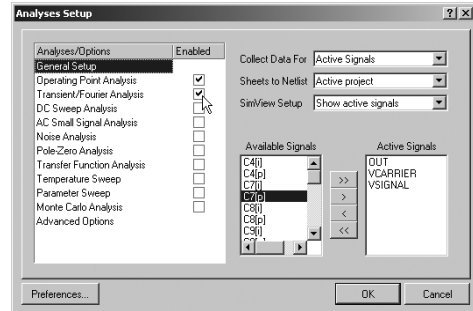 Analyses Setup
Analyses/Options Enabled
General Setup
Operating Point Analysis
Transient/Fourier Analysis
DC Sweep Analysis
AC Small Signal Analysis
Noise Analysis
Pole-Zero Analysis
Transfer Function Analysis
Temperature Sweep
Parameter Sweep
Monte Carlo Analysis
Advanced Options
Collect Data For Active Signals
Sheets to Netlist Active project
SimView Setup Show active signals
Available Signals
C4[i]
C4[p]
C7[i]
C7[p]
C8[i]
C8[p]
C9[i]
>>
>
<
<<
Active Signals
OUT
VCARRIER
VSIGNAL
Preferences...
OK
Cancel